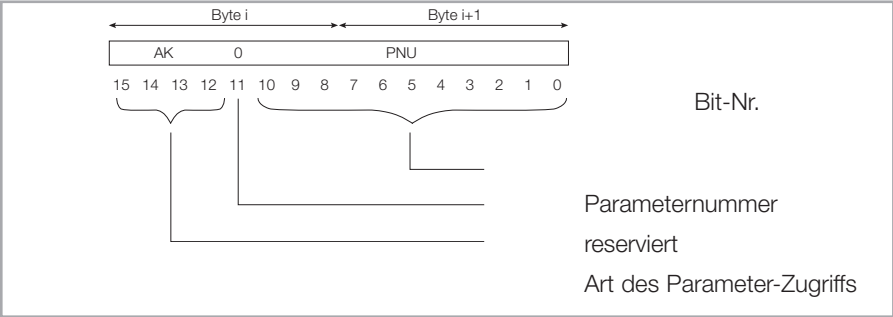 Byte i Byte i+1
AK 0 PNU
15 14 13 12 11 10 9 8 7 6 5 4 3 2 1 0
Bit-Nr.
Parameternummer
reserviert
Art des Parameter-Zugriffs